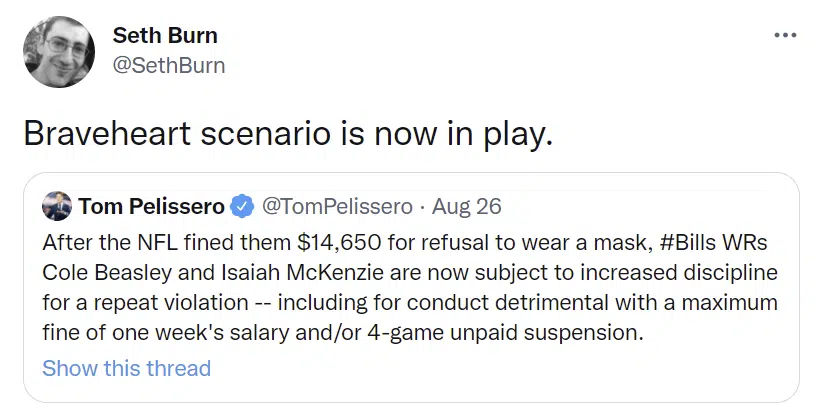 Seth Burn
@SethBurn
Braveheart scenario is now in play.
Tom Pelissero @TomPelissero · Aug 26
After the NFL fined them $14,650 for refusal to wear a mask, #Bills WRs
Cole Beasley and Isaiah McKenzie are now subject to increased discipline
for a repeat violation -- including for conduct detrimental with a maximum
fine of one week's salary and/or 4-game unpaid suspension.
Show this thread